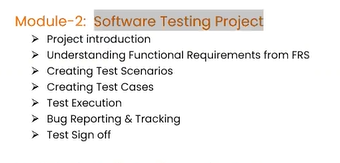 Module-2: Software Testing Project
➤ Project introduction
➤ Understanding Functional Requirements from FRS
➤ Creating Test Scenarios
➤ Creating Test Cases
➤ Test Execution
➤ Bug Reporting & Tracking
➤ Test Sign off